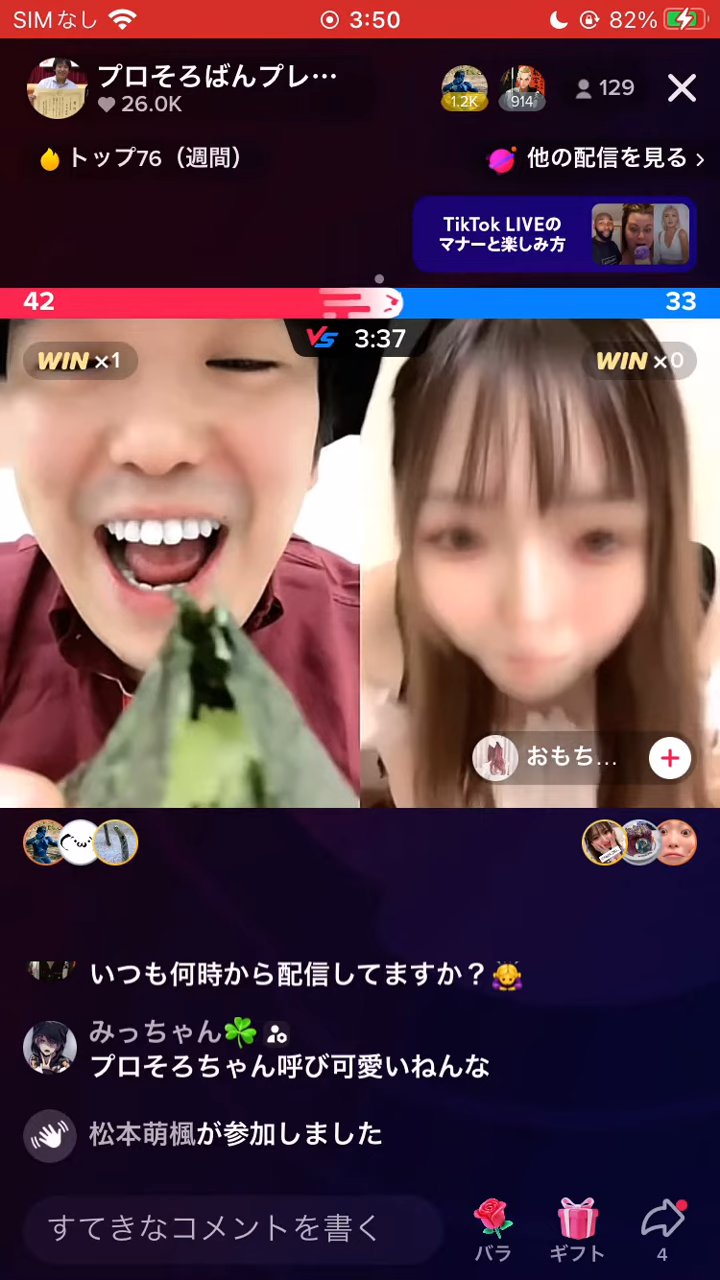 SIMなし 3:50 82%
プロそろばんプレ…
26.0K
1.2K 914 129
トップ76（週間） 他の配信を見る
TikTok LIVEの
マナーと楽しみ方
42 33
VS 3:37
WIN x1 WIN x0
おもち…
いつも何時から配信してますか？
みっちゃん
プロそろちゃん呼び可愛いねんな
松本萌楓が参加しました
すてきなコメントを書く
バラ ギフト 4